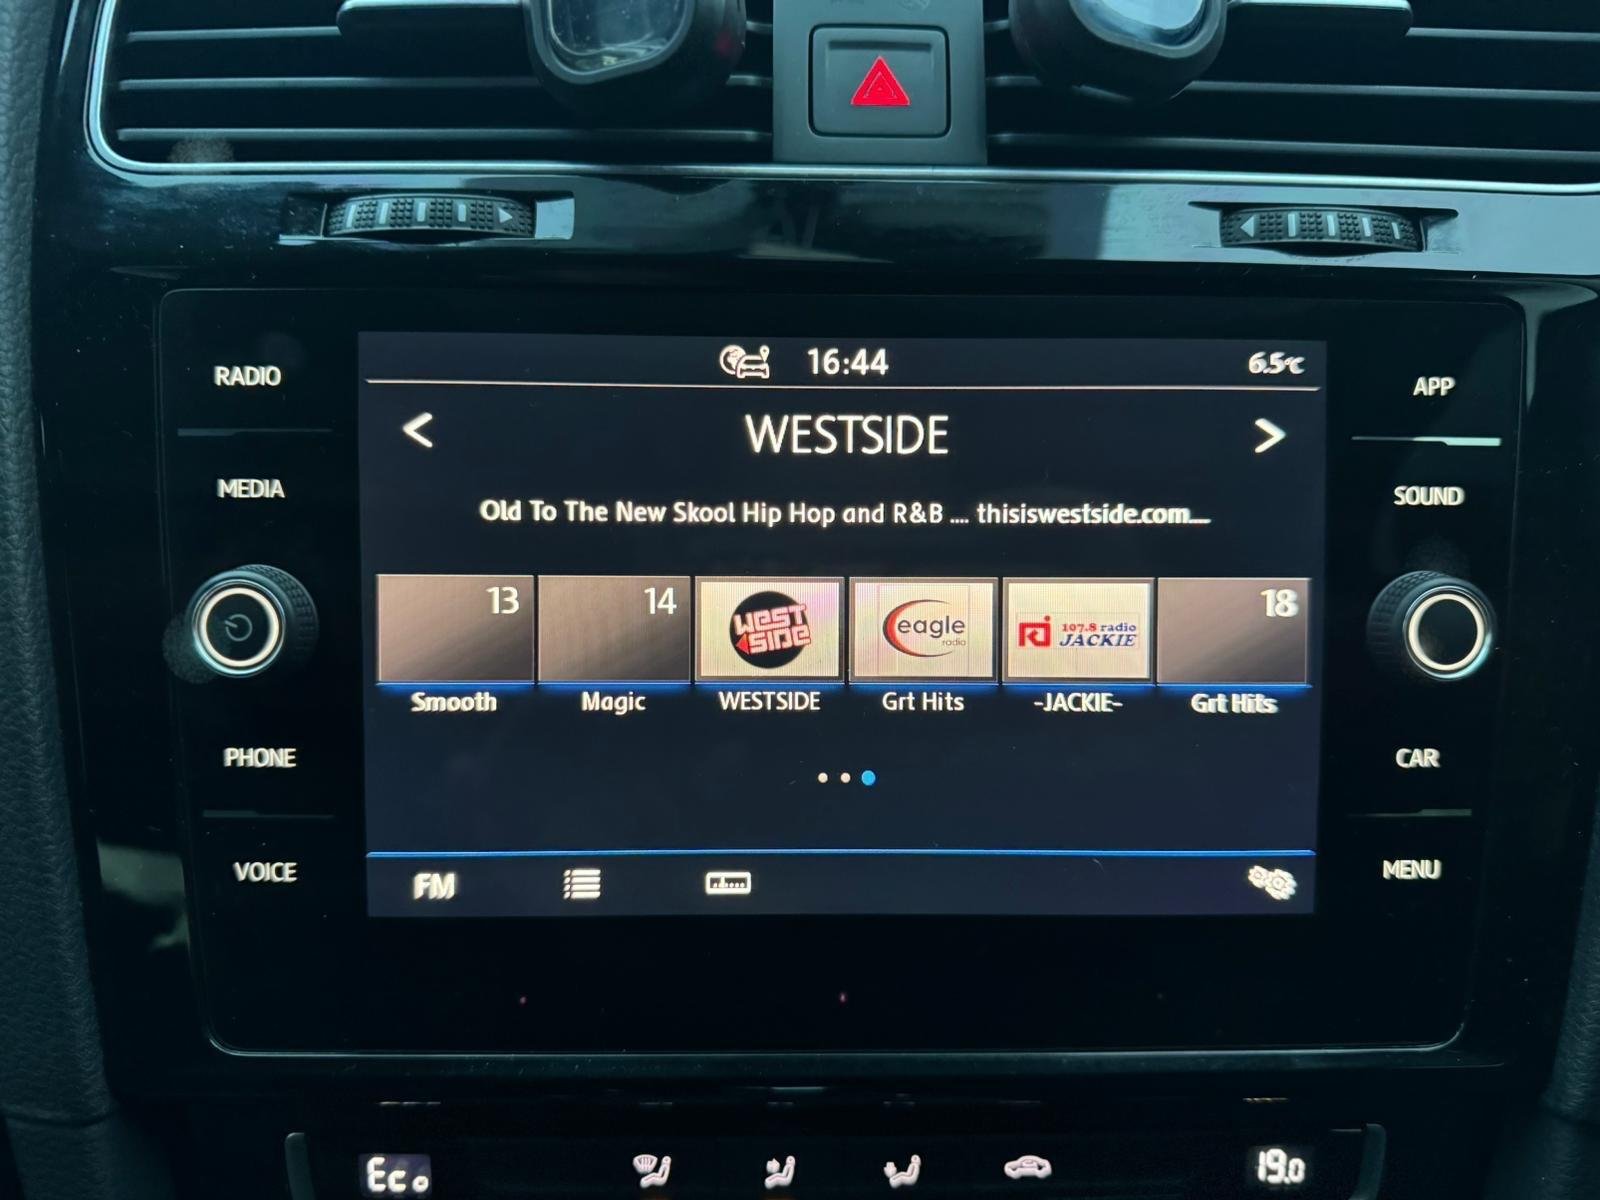 RADIO
MEDIA
PHONE
VOICE
16:44
6.5°C
WESTSIDE
Old To The New Skool Hip Hop and R&B .... thisiswestside.com....
13
14
WEST SIDE
eagle
radio
RJ
107.8 radio
JACKIE
18
Smooth
Magic
WESTSIDE
Grt Hits
-JACKIE-
Grt Hits
FM
APP
SOUND
CAR
MENU
Eco
19.0